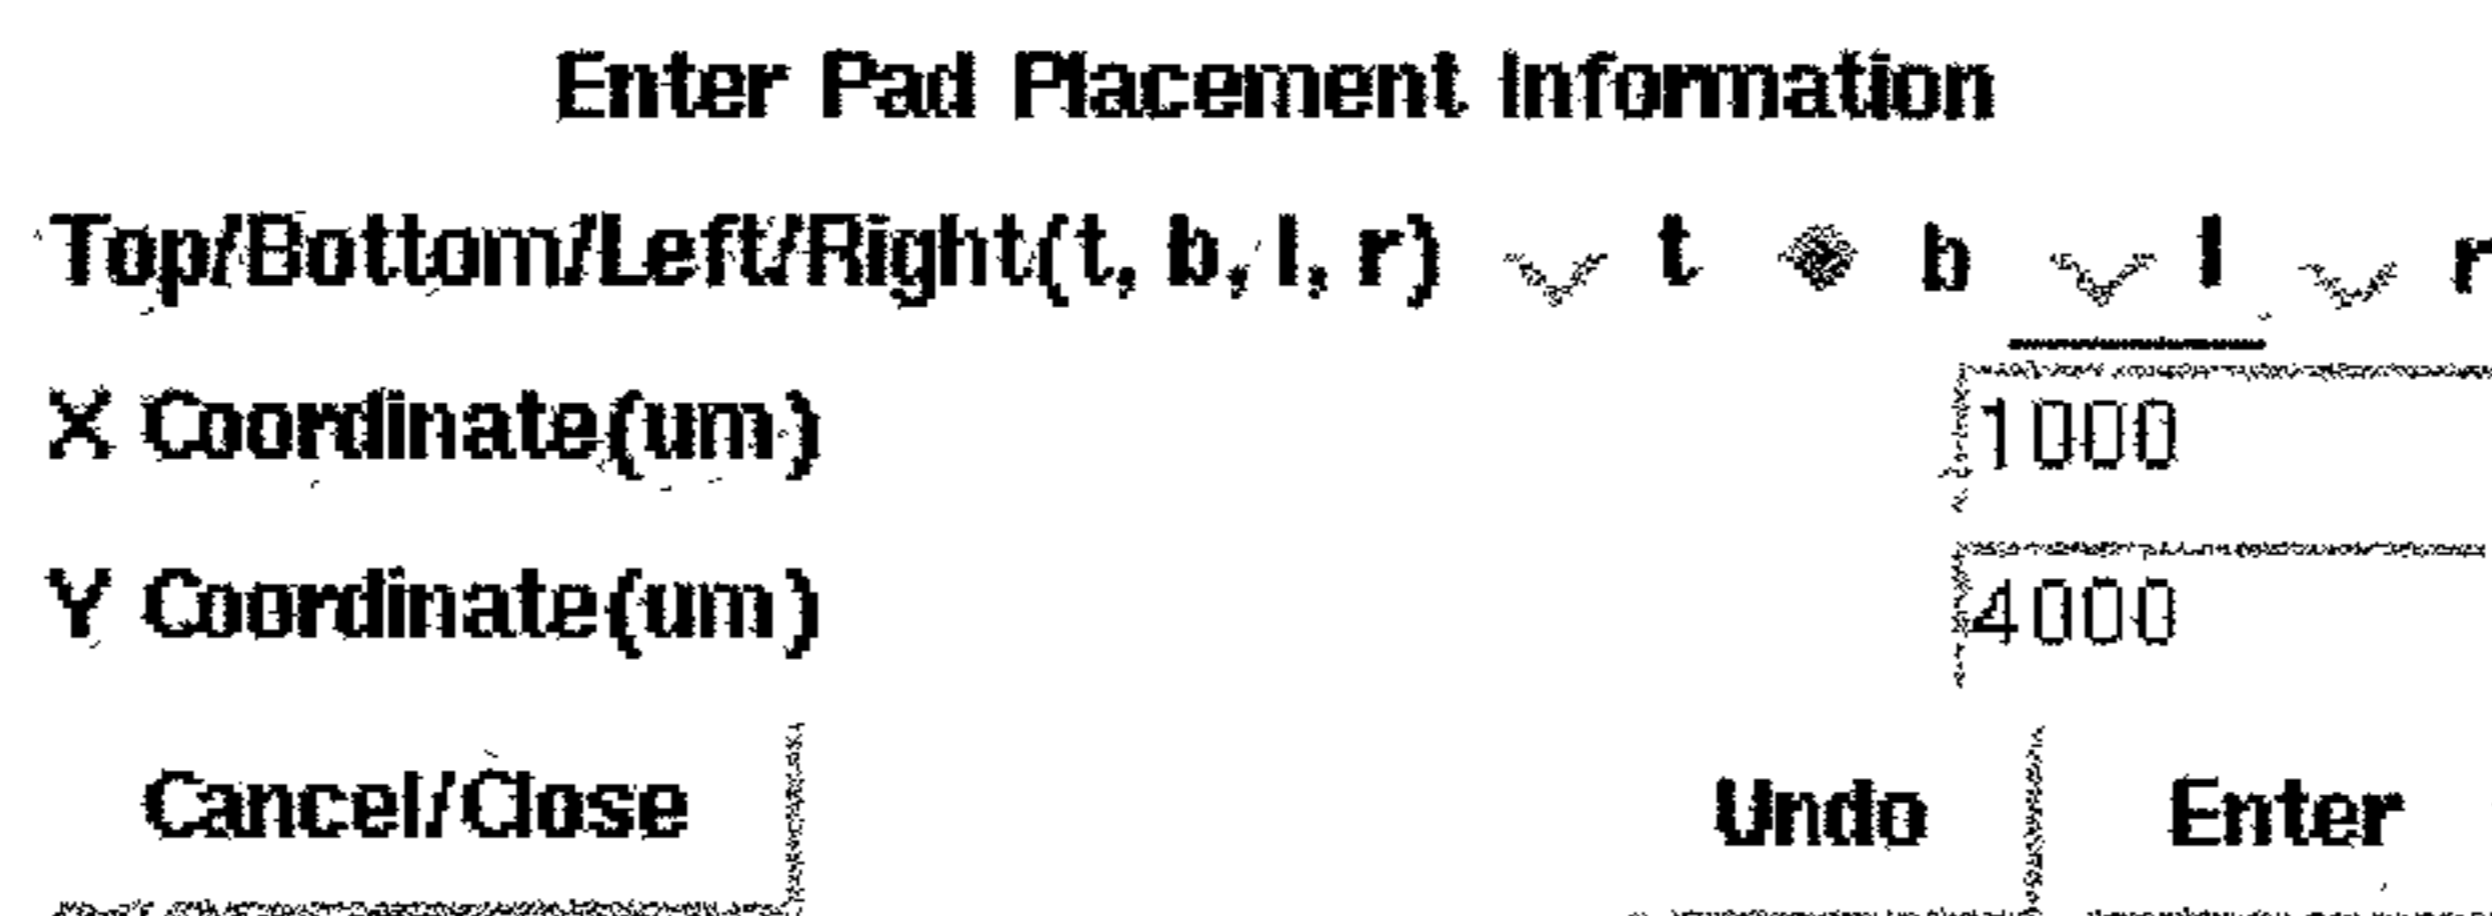 Enter Pad Placement Information
Top/Bottom/Left/Right(t, b, l, r) t b l r
X Coordinate(um) 1000
Y Coordinate(um) 4000
Cancel/Close Undo Enter